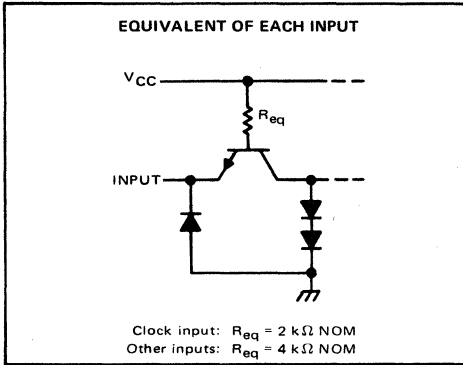 EQUIVALENT OF EACH INPUT
VCC
Req
INPUT
Clock input: Req = 2 kΩ NOM
Other inputs: Req = 4 kΩ NOM